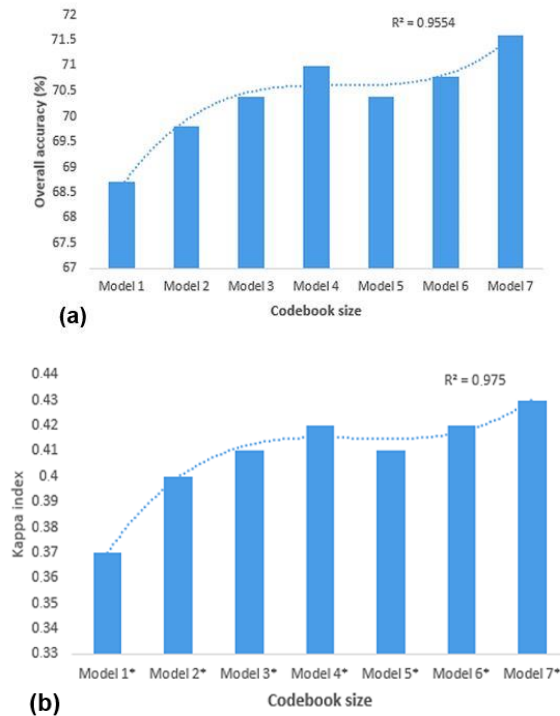 72
71.5
71
70.5
70
69.5
69
68.5
68
67.5
67
Overall accuracy (%)
R² = 0.9554
Model 1 Model 2 Model 3 Model 4 Model 5 Model 6 Model 7
Codebook size
(a)
0.44
0.43
0.42
0.41
0.4
0.39
0.38
0.37
0.36
0.35
0.34
0.33
Kappa index
R² = 0.975
Model 1* Model 2* Model 3* Model 4* Model 5* Model 6* Model 7*
Codebook size
(b)